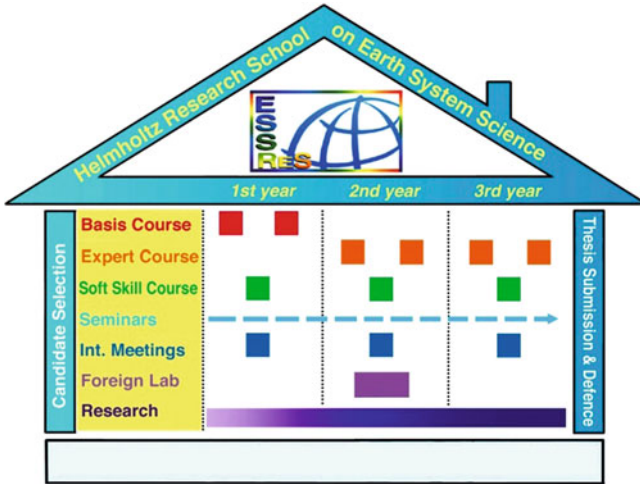 Helmholtz Research School on Earth System Science
ESSReS
1st year 2nd year 3rd year
Candidate Selection
Basis Course
Expert Course
Soft Skill Course
Seminars
Int. Meetings
Foreign Lab
Research
Thesis Submission & Defence